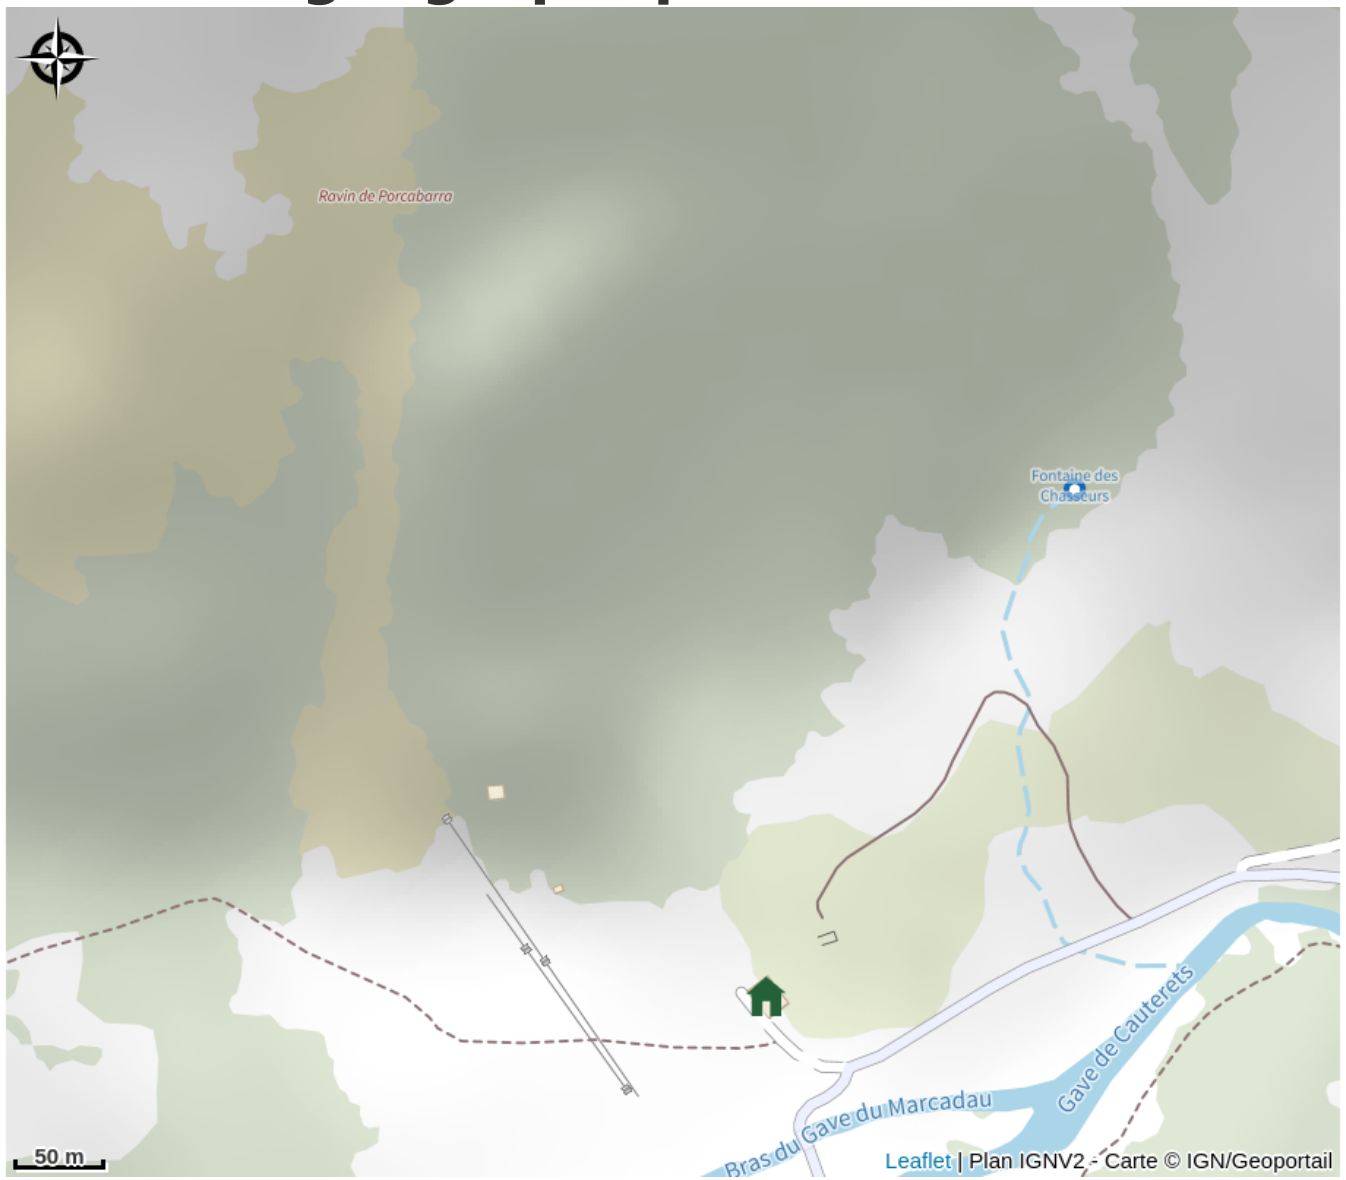 Ravin de Porcabarra
Fontaine des
Chasseurs
Gave de Cauterets
Bras du Gave du Marcadau
50 m
Leaflet | Plan IGNV2 - Carte © IGN/Geoportail